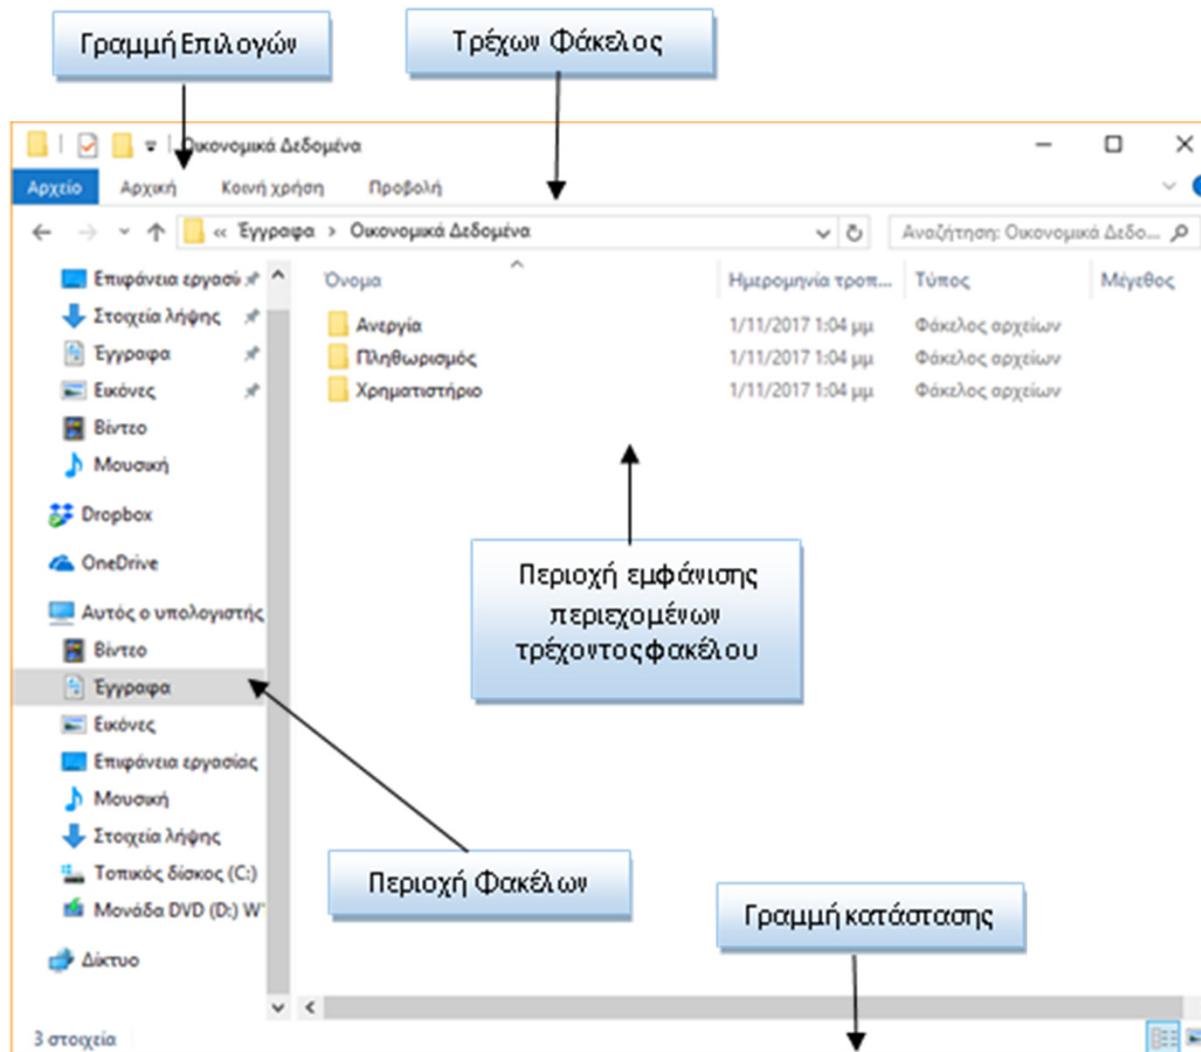 Γραμμή Επιλογών
Τρέχων Φάκελος
Οικονομικά Δεδομένα
Αρχείο Αρχική Κοινή χρήση Προβολή
« Έγγραφα > Οικονομικά Δεδομένα
Αναζήτηση: Οικονομικά Δεδο...
Όνομα Ημερομηνία τροπ... Τύπος Μέγεθος
Ανεργία 1/11/2017 1:04 μμ Φάκελος αρχείων
Πληθωρισμός 1/11/2017 1:04 μμ Φάκελος αρχείων
Χρηματιστήριο 1/11/2017 1:04 μμ Φάκελος αρχείων
Επιφάνεια εργασί
Στοιχεία λήψης
Έγγραφα
Εικόνες
Βίντεο
Μουσική
Dropbox
OneDrive
Αυτός ο υπολογιστής
Βίντεο
Έγγραφα
Εικόνες
Επιφάνεια εργασίας
Μουσική
Στοιχεία λήψης
Τοπικός δίσκος (C:)
Μονάδα DVD (D:) W
Δίκτυο
Περιοχή εμφάνισης
περιεχομένων
τρέχοντος φακέλου
Περιοχή Φακέλων
Γραμμή κατάστασης
3 στοιχεία